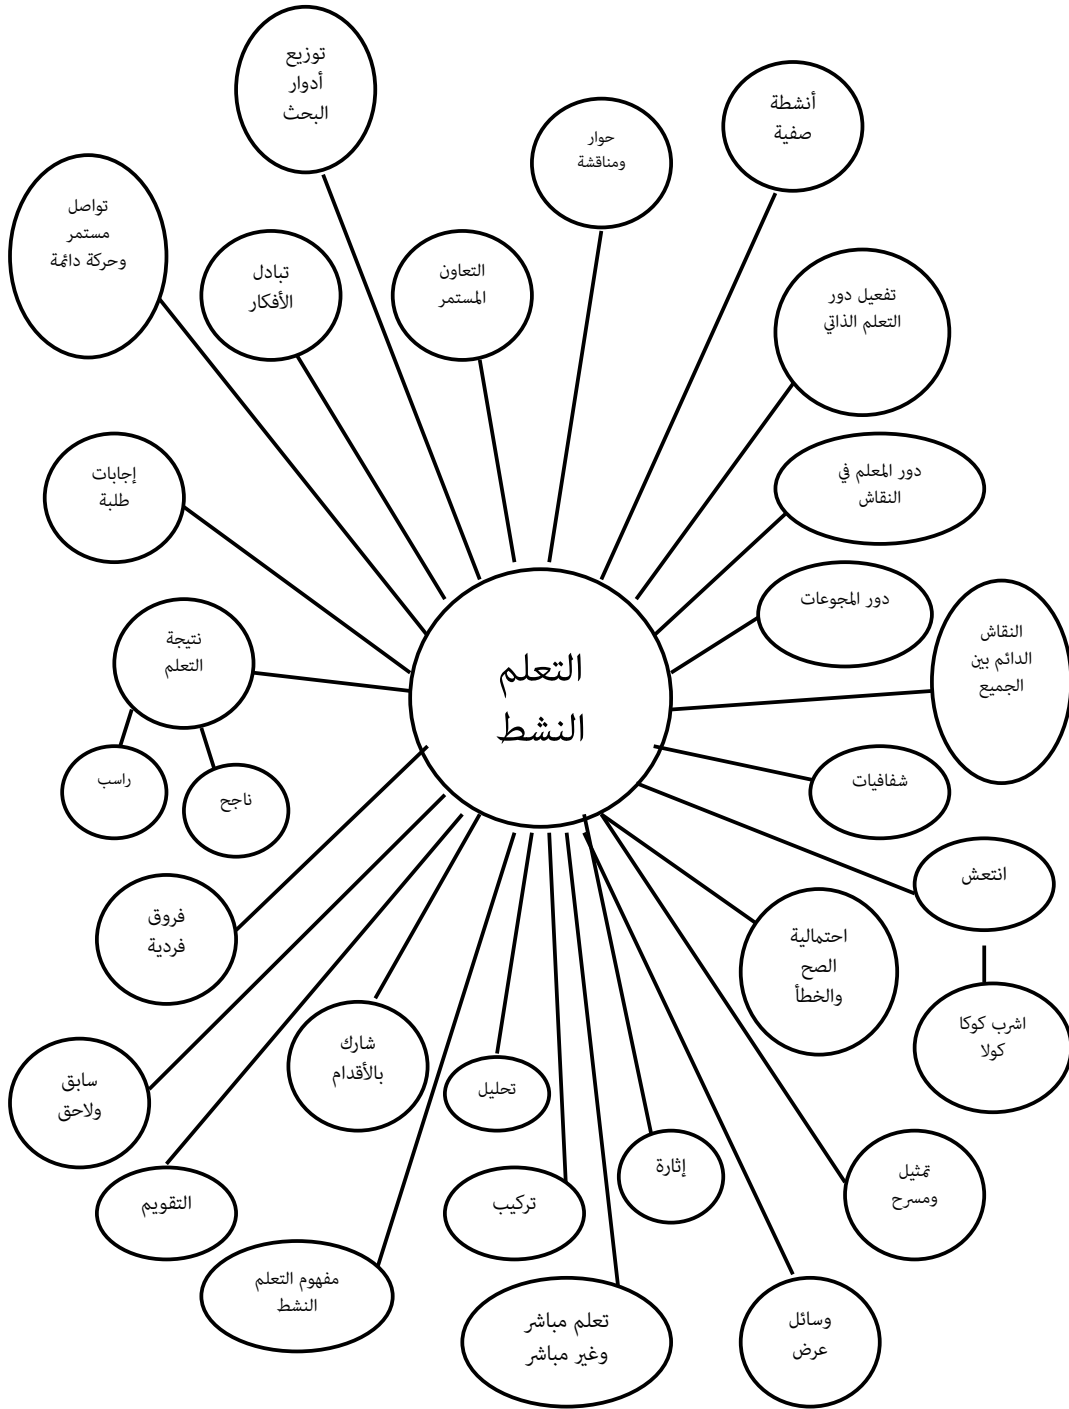 توزيع
أدوار
البحث
أنشطة
صفية
حوار
ومناقشة
تواصل
مستمر
وحركة دائمة
تبادل
الأفكار
التعاون
المستمر
تفعيل دور
التعلم الذاتي
دور المعلم في
النقاش
إجابات
طلبة
دور المجوعات
النقاش
الدائم بين
الجميع
نتيجة
التعلم
التعلم
النشط
راسب
ناجح
شفافيات
انتعش
اشرب كوكا
كولا
فروق
فردية
احتمالية
الصح
والخطأ
شارك
بالأقدام
سابق
ولاحق
تحليل
إثارة
تمثيل
ومسرح
التقويم
تركيب
مفهوم التعلم
النشط
تعلم مباشر
وغير مباشر
وسائل
عرض